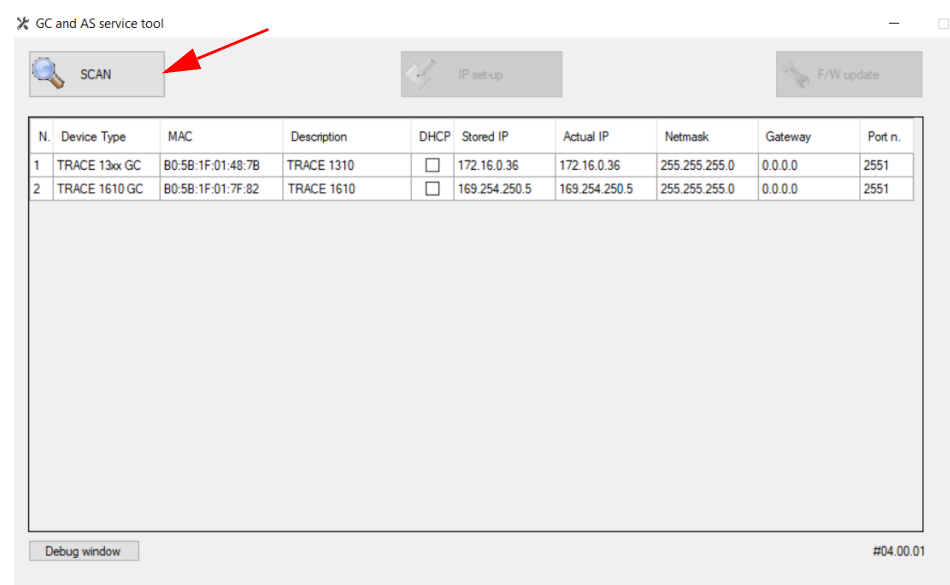 GC and AS service tool
SCAN IP set-up F/W update
N. Device Type MAC Description DHCP Stored IP Actual IP Netmask Gateway Port n.
1 TRACE 13xx GC B0:5B:1F:01:48:7B TRACE 1310 172.16.0.36 172.16.0.36 255.255.255.0 0.0.0.0 2551
2 TRACE 1610 GC B0:5B:1F:01:7F:82 TRACE 1610 169.254.250.5 169.254.250.5 255.255.255.0 0.0.0.0 2551
Debug window #04.00.01